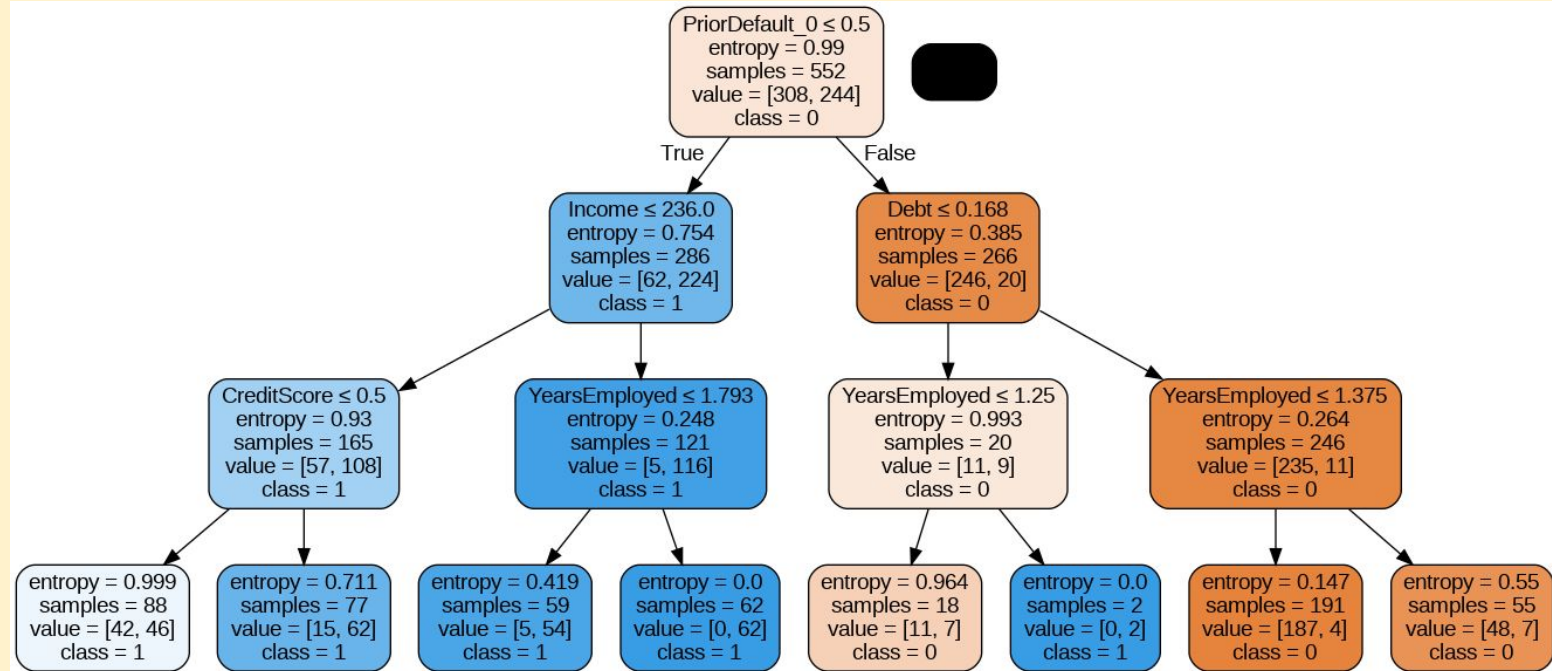 PriorDefault_0 ≤ 0.5
entropy = 0.99
samples = 552
value = [308, 244]
class = 0
True
False
Income ≤ 236.0
entropy = 0.754
samples = 286
value = [62, 224]
class = 1
Debt ≤ 0.168
entropy = 0.385
samples = 266
value = [246, 20]
class = 0
CreditScore ≤ 0.5
entropy = 0.93
samples = 165
value = [57, 108]
class = 1
YearsEmployed ≤ 1.793
entropy = 0.248
samples = 121
value = [5, 116]
class = 1
YearsEmployed ≤ 1.25
entropy = 0.993
samples = 20
value = [11, 9]
class = 0
YearsEmployed ≤ 1.375
entropy = 0.264
samples = 246
value = [235, 11]
class = 0
entropy = 0.999
samples = 88
value = [42, 46]
class = 1
entropy = 0.711
samples = 77
value = [15, 62]
class = 1
entropy = 0.419
samples = 59
value = [5, 54]
class = 1
entropy = 0.0
samples = 62
value = [0, 62]
class = 1
entropy = 0.964
samples = 18
value = [11, 7]
class = 0
entropy = 0.0
samples = 2
value = [0, 2]
class = 1
entropy = 0.147
samples = 191
value = [187, 4]
class = 0
entropy = 0.55
samples = 55
value = [48, 7]
class = 0